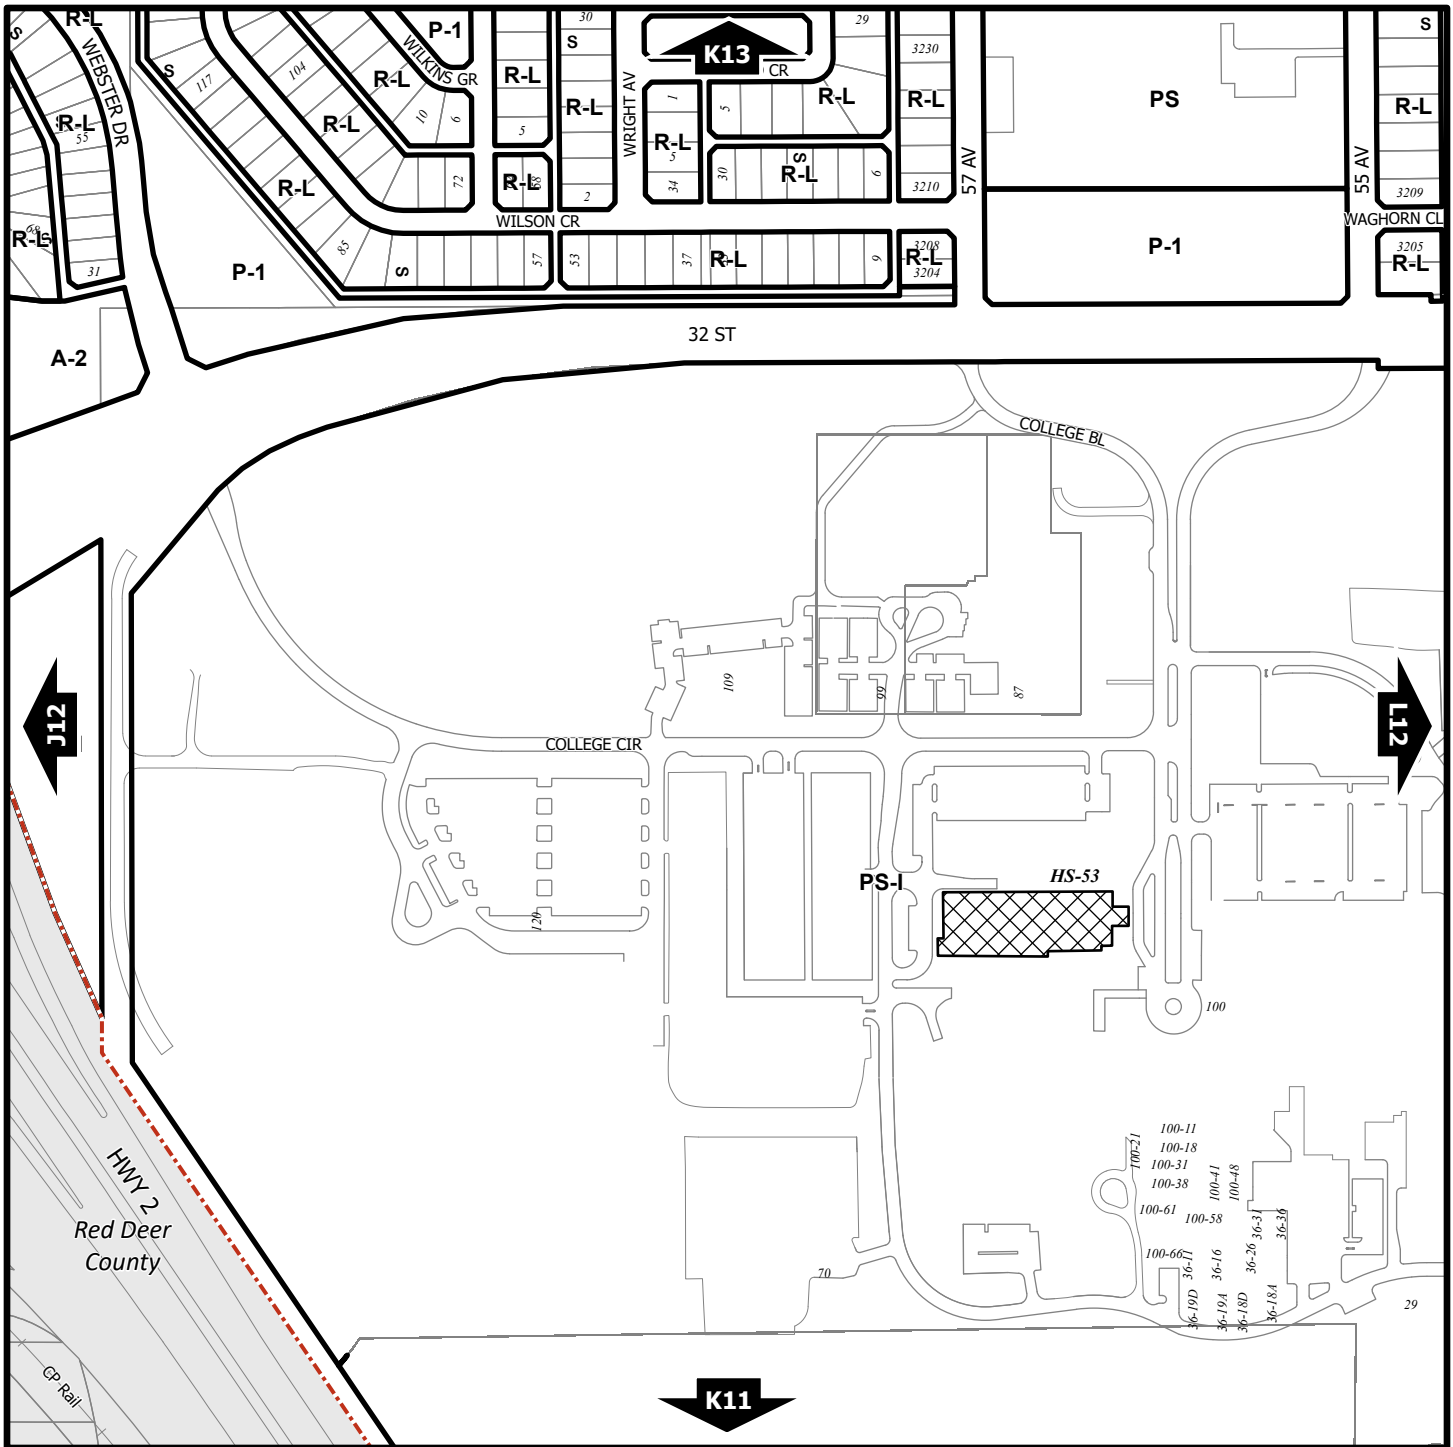 R-L
P-1
30
29
S
S
S
WEBSTER DR
WILKINS GR
K13
CR
3230
S
117
104
R-L
R-L
R-L
WRIGHT AV
1
5
R-L
R-L
PS
R-L
10
6
5
R-L
55
R-L
R-L
5
57 AV
55 AV
S
R-L
72
R-L
68
2
34
30
R-L
6
3210
3209
WILSON CR
WAGHORN CL
68
S
R-L
31
P-1
85
S
57
53
37
R-L
9
3208
R-L
3204
P-1
3205
R-L
32 ST
A-2
COLLEGE BL
109
99
87
J12
L12
COLLEGE CIR
PS-I
HS-53
120
100
HWY 2
Red Deer
County
100-21
100-11
100-18
100-31
100-38
100-41
100-48
100-61
100-58
36-31
36-36
100-66
36-11
36-16
36-26
70
36-19D
36-19A
36-18D
36-18A
29
CP Rail
K11